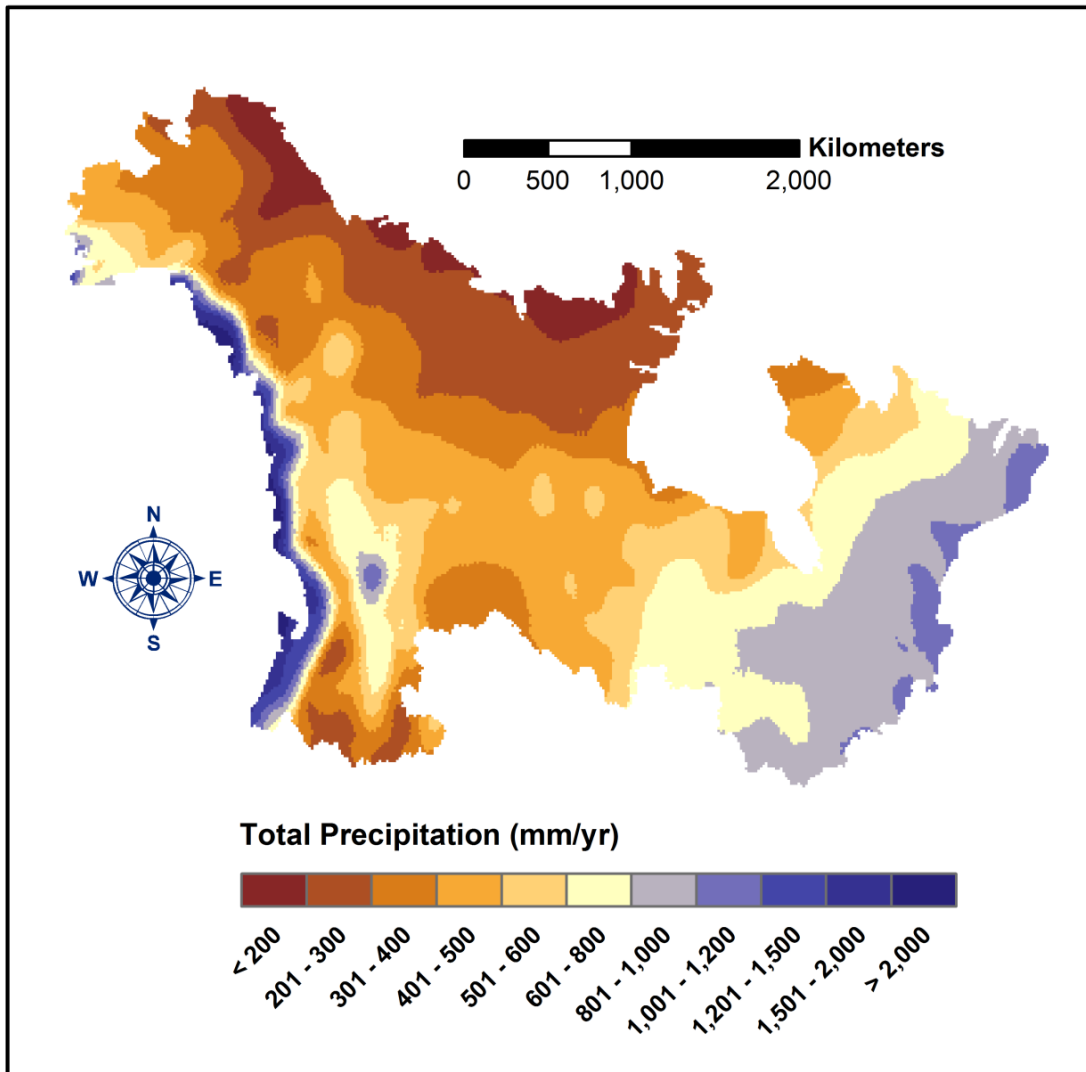 Kilometers
0 500 1,000 2,000
N
W E
S
Total Precipitation (mm/yr)
< 200
201 - 300
301 - 400
401 - 500
501 - 600
601 - 800
801 - 1,000
1,001 - 1,200
1,201 - 1,500
1,501 - 2,000
> 2,000